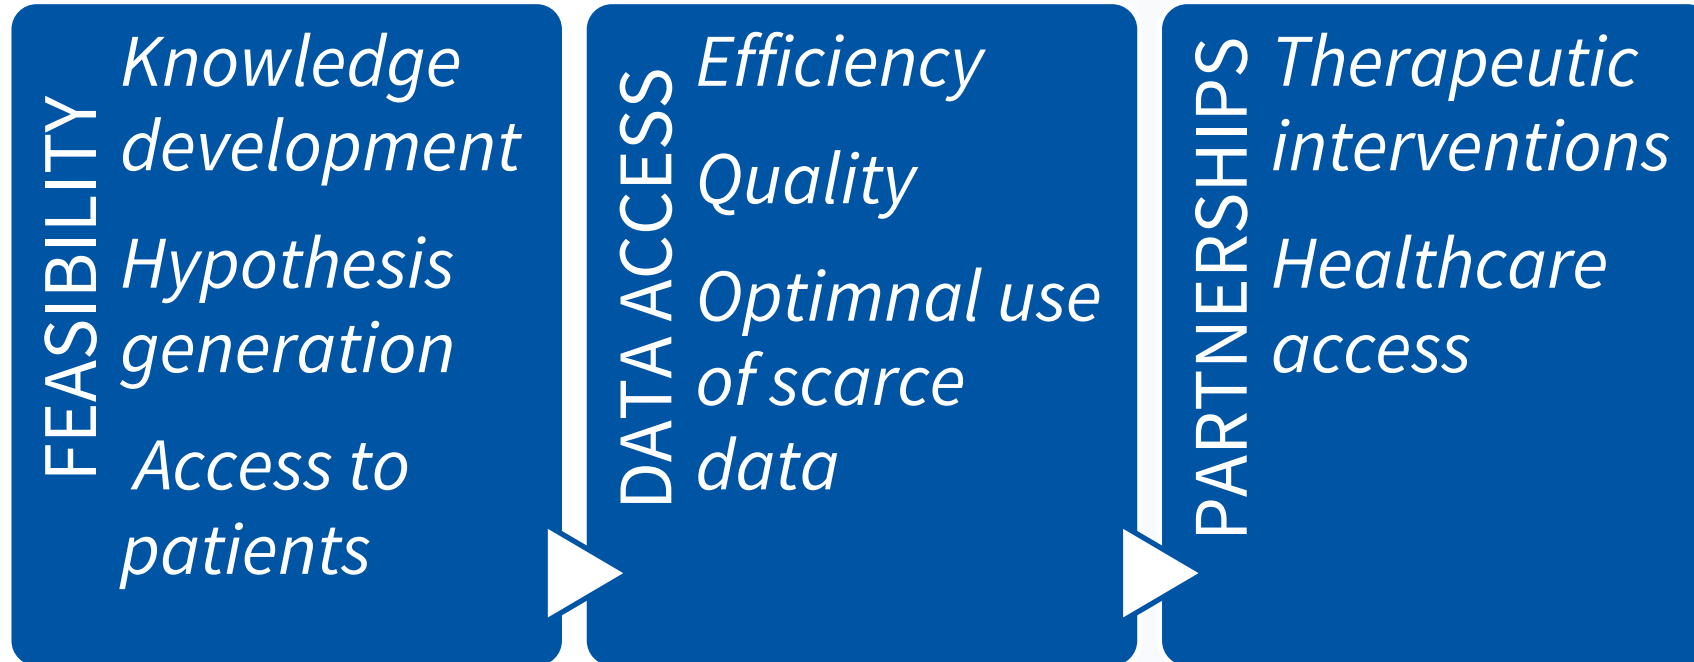 FEASIBILITY
Knowledge
development
Hypothesis
generation
Access to
patients
DATA ACCESS
Efficiency
Quality
Optimnal use
of scarce
data
PARTNERSHIPS
Therapeutic
interventions
Healthcare
access